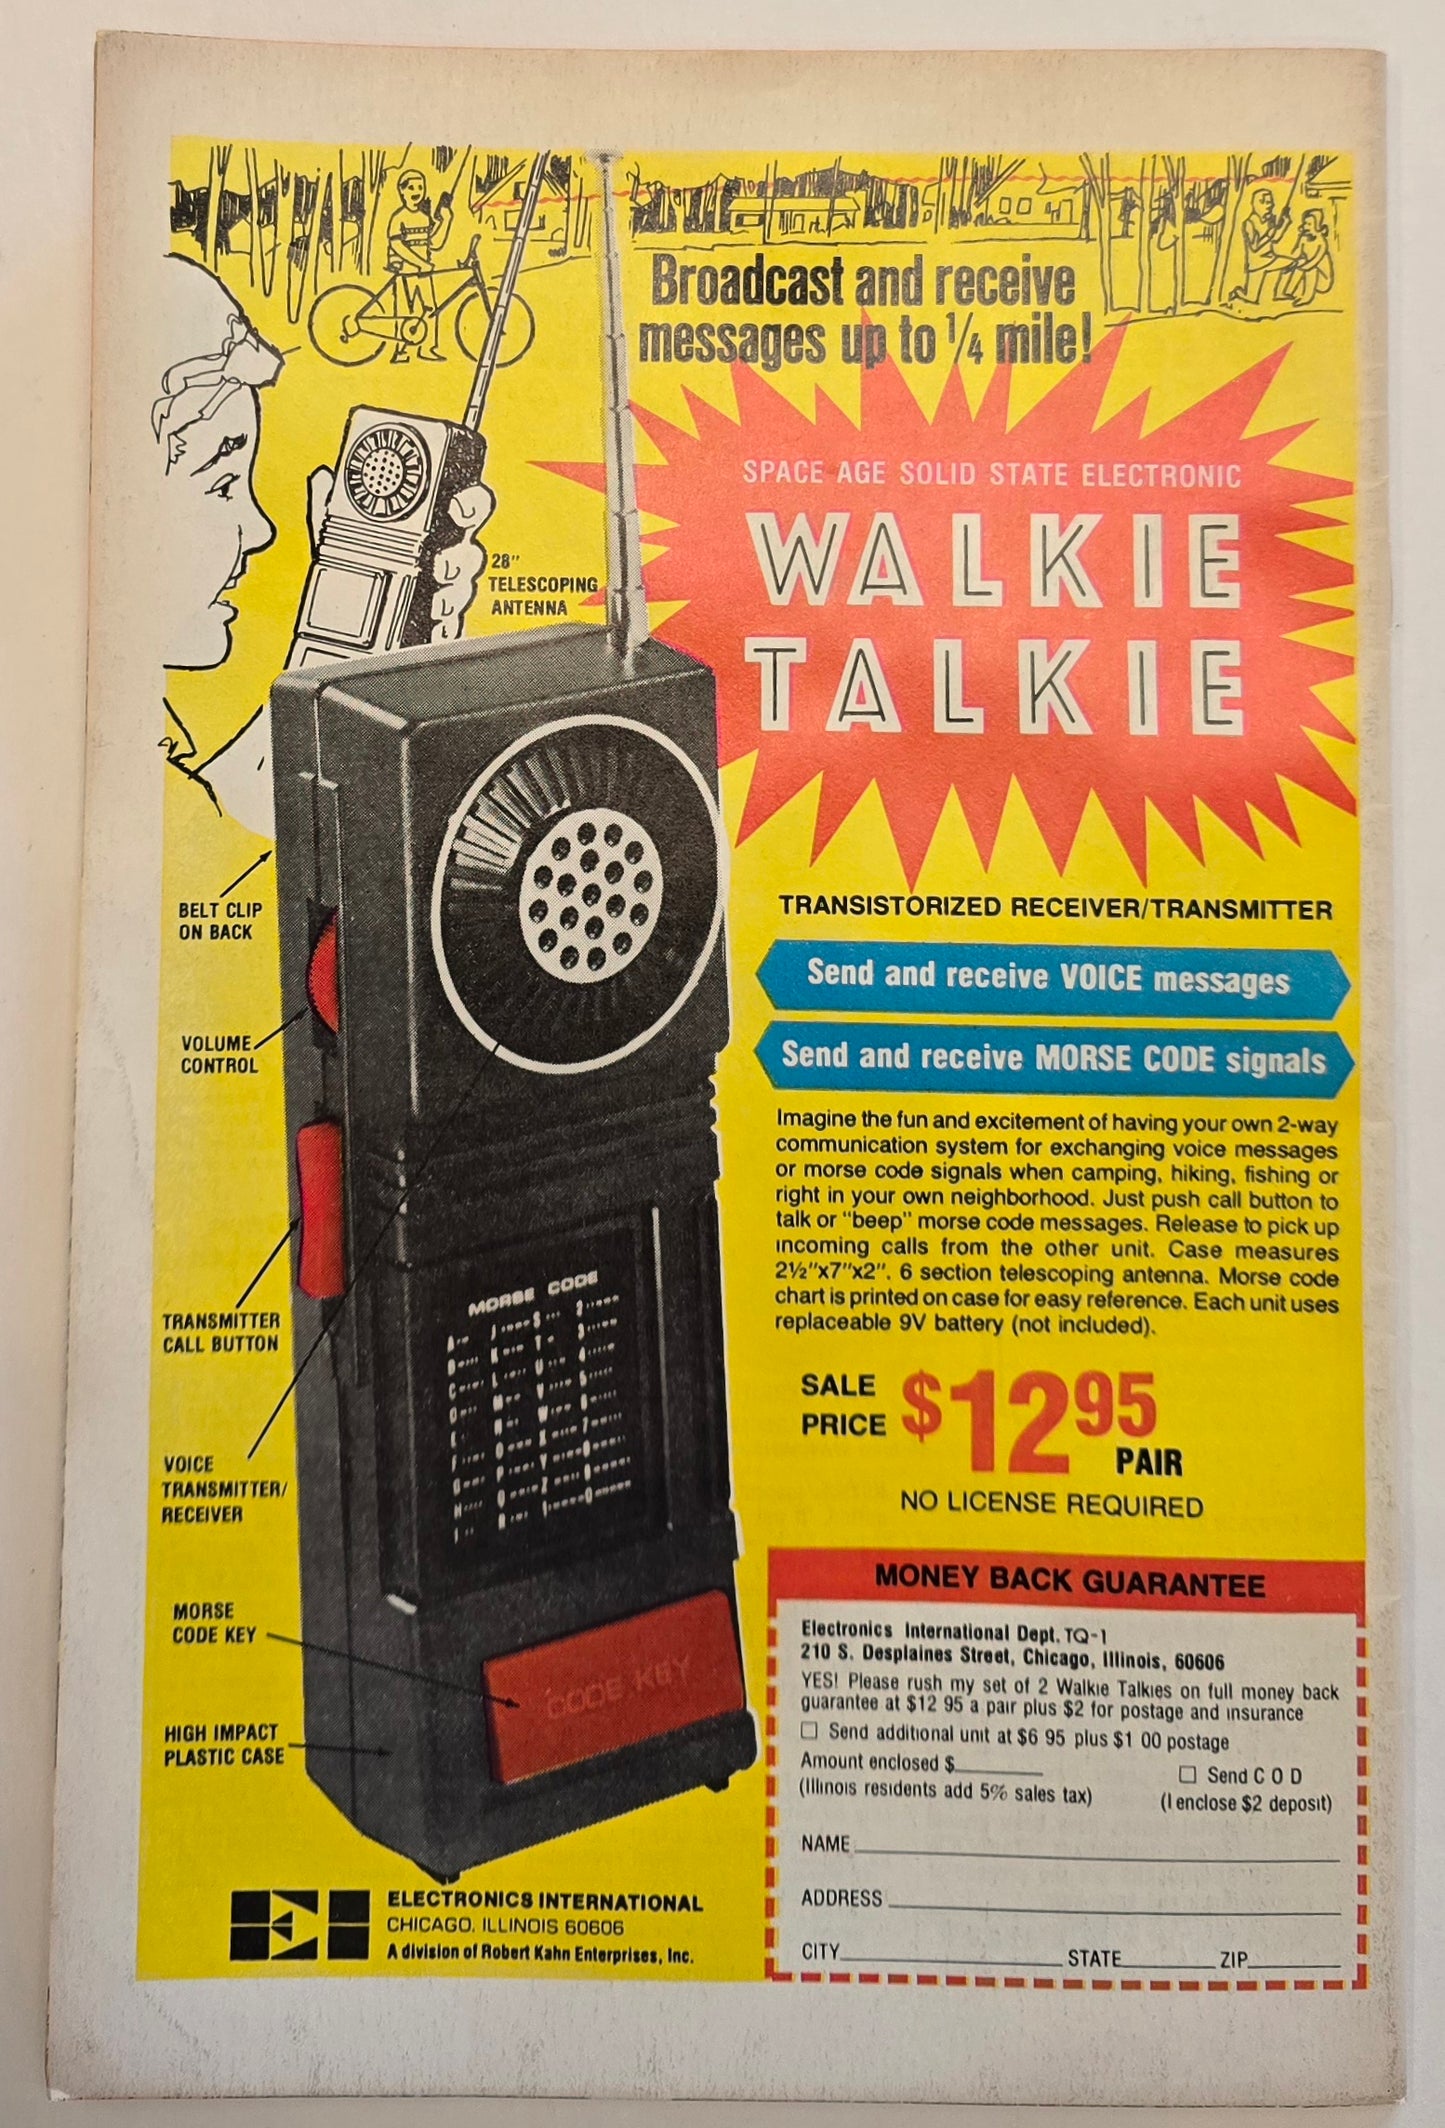 Broadcast and receive
messages up to 1/4 mile!
SPACE AGE SOLID STATE ELECTRONIC
WALKIE
TALKIE
28"
TELESCOPING
ANTENNA
BELT CLIP
ON BACK
VOLUME
CONTROL
TRANSMITTER
CALL BUTTON
VOICE
TRANSMITTER/
RECEIVER
MORSE
CODE KEY
HIGH IMPACT
PLASTIC CASE
MORSE CODE
CODE KEY
TRANSISTORIZED RECEIVER/TRANSMITTER
Send and receive VOICE messages
Send and receive MORSE CODE signals
Imagine the fun and excitement of having your own 2-way
communication system for exchanging voice messages
or morse code signals when camping, hiking, fishing or
right in your own neighborhood. Just push call button to
talk or "beep" morse code messages. Release to pick up
incoming calls from the other unit. Case measures
2½"x7"x2". 6 section telescoping antenna. Morse code
chart is printed on case for easy reference. Each unit uses
replaceable 9V battery (not included).
SALE
PRICE $12 95
PAIR
NO LICENSE REQUIRED
MONEY BACK GUARANTEE
Electronics International Dept. TQ-1
210 S. Desplaines Street, Chicago, Illinois, 60606
YES! Please rush my set of 2 Walkie Talkies on full money back
guarantee at $12 95 a pair plus $2 for postage and insurance
Send additional unit at $6 95 plus $1 00 postage
Amount enclosed $
Send C O D
(Illinois residents add 5% sales tax)
(I enclose $2 deposit)
NAME
ADDRESS
CITY STATE ZIP
EI
ELECTRONICS INTERNATIONAL
CHICAGO, ILLINOIS 60606
A division of Robert Kahn Enterprises, Inc.